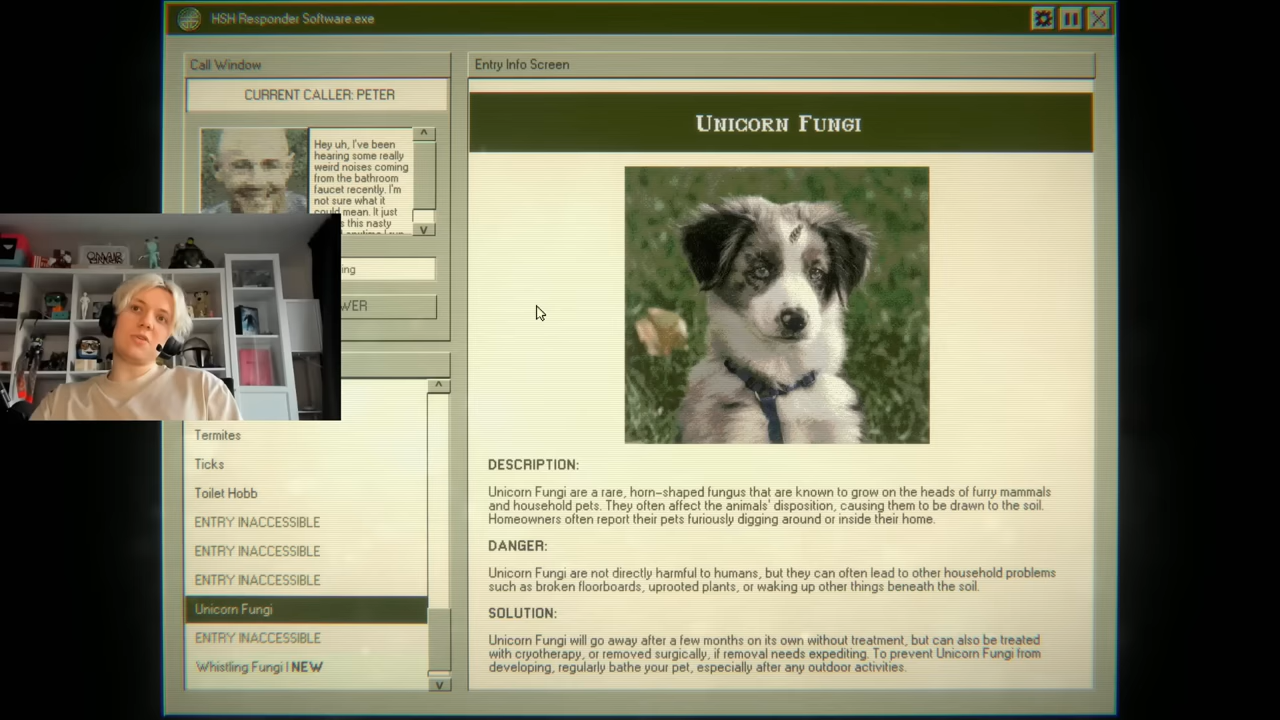 HSH Responder Software.exe
Call Window
CURRENT CALLER: PETER
Hey uh, I've been
hearing some really
weird noises coming
from the bathroom
faucet recently. I'm
not sure what it
could mean. It just
this nasty
ing
WER
Termites
Ticks
Toilet Hobb
ENTRY INACCESSIBLE
ENTRY INACCESSIBLE
ENTRY INACCESSIBLE
Unicorn Fungi
ENTRY INACCESSIBLE
Whistling Fungi | NEW
Entry Info Screen
UNICORN FUNGI
DESCRIPTION:
Unicorn Fungi are a rare, horn-shaped fungus that are known to grow on the heads of furry mammals
and household pets. They often affect the animals' disposition, causing them to be drawn to the soil.
Homeowners often report their pets furiously digging around or inside their home.
DANGER:
Unicorn Fungi are not directly harmful to humans, but they can often lead to other household problems
such as broken floorboards, uprooted plants, or waking up other things beneath the soil.
SOLUTION:
Unicorn Fungi will go away after a few months on its own without treatment, but can also be treated
with cryotherapy, or removed surgically, if removal needs expediting. To prevent Unicorn Fungi from
developing, regularly bathe your pet, especially after any outdoor activities.